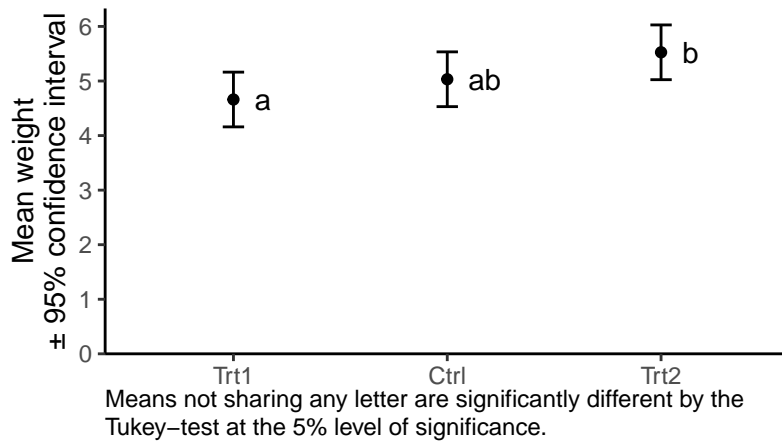 Mean weight
± 95% confidence interval
6
5
4
3
2
1
0
a
ab
b
Trt1
Ctrl
Trt2
Means not sharing any letter are significantly different by the
Tukey−test at the 5% level of significance.